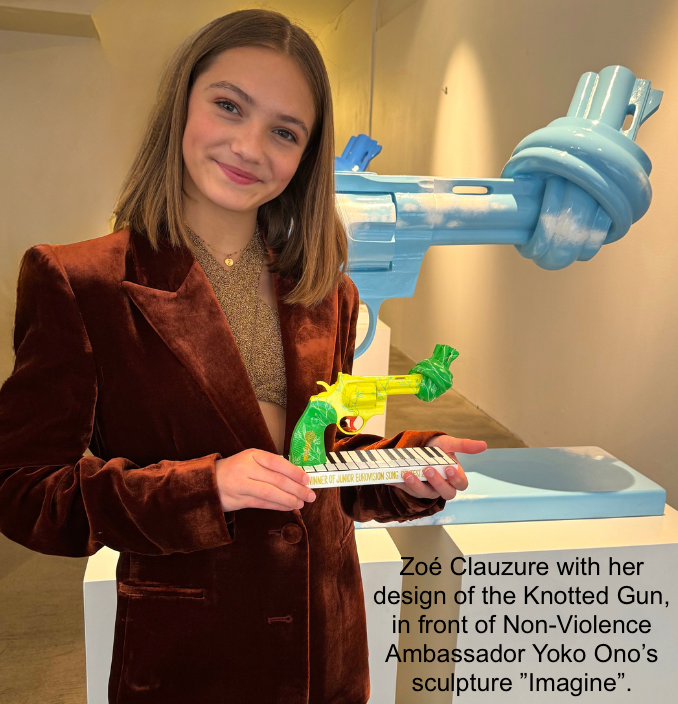 WINNER OF JUNIOR EUROVISION SONG
Zoé Clauzure with her
design of the Knotted Gun,
in front of Non-Violence
Ambassador Yoko Ono’s
sculpture ”Imagine”.